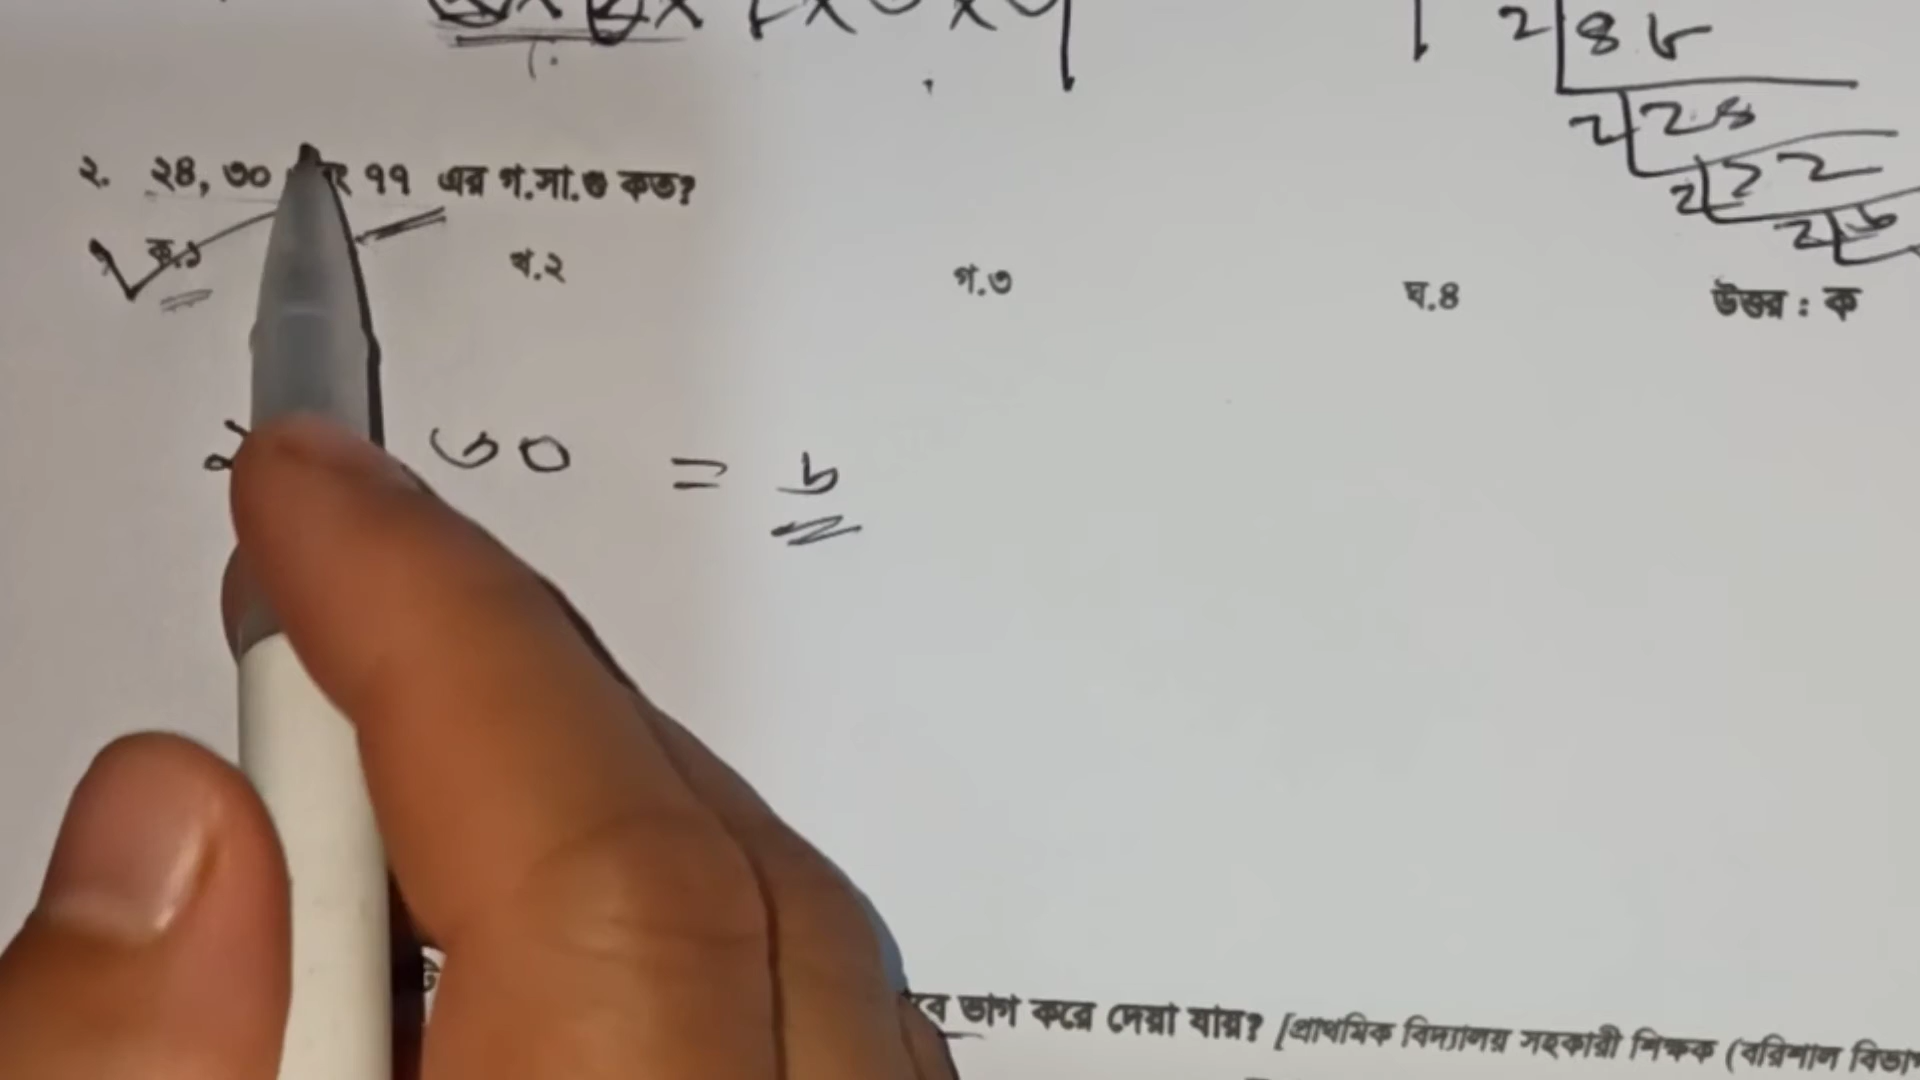 ২ ৪৮
২ ২৪
২ ১২
২ ৬
২. ২৪, ৩০ ৭৭ এর গ.সা.গু কত?
ক.১ খ.২ গ.৩ ঘ.৪ উত্তর : ক
৩০ = ৬
ভাগ করে দেয়া যায়? [প্রাথমিক বিদ্যালয় সহকারী শিক্ষক (বরিশাল